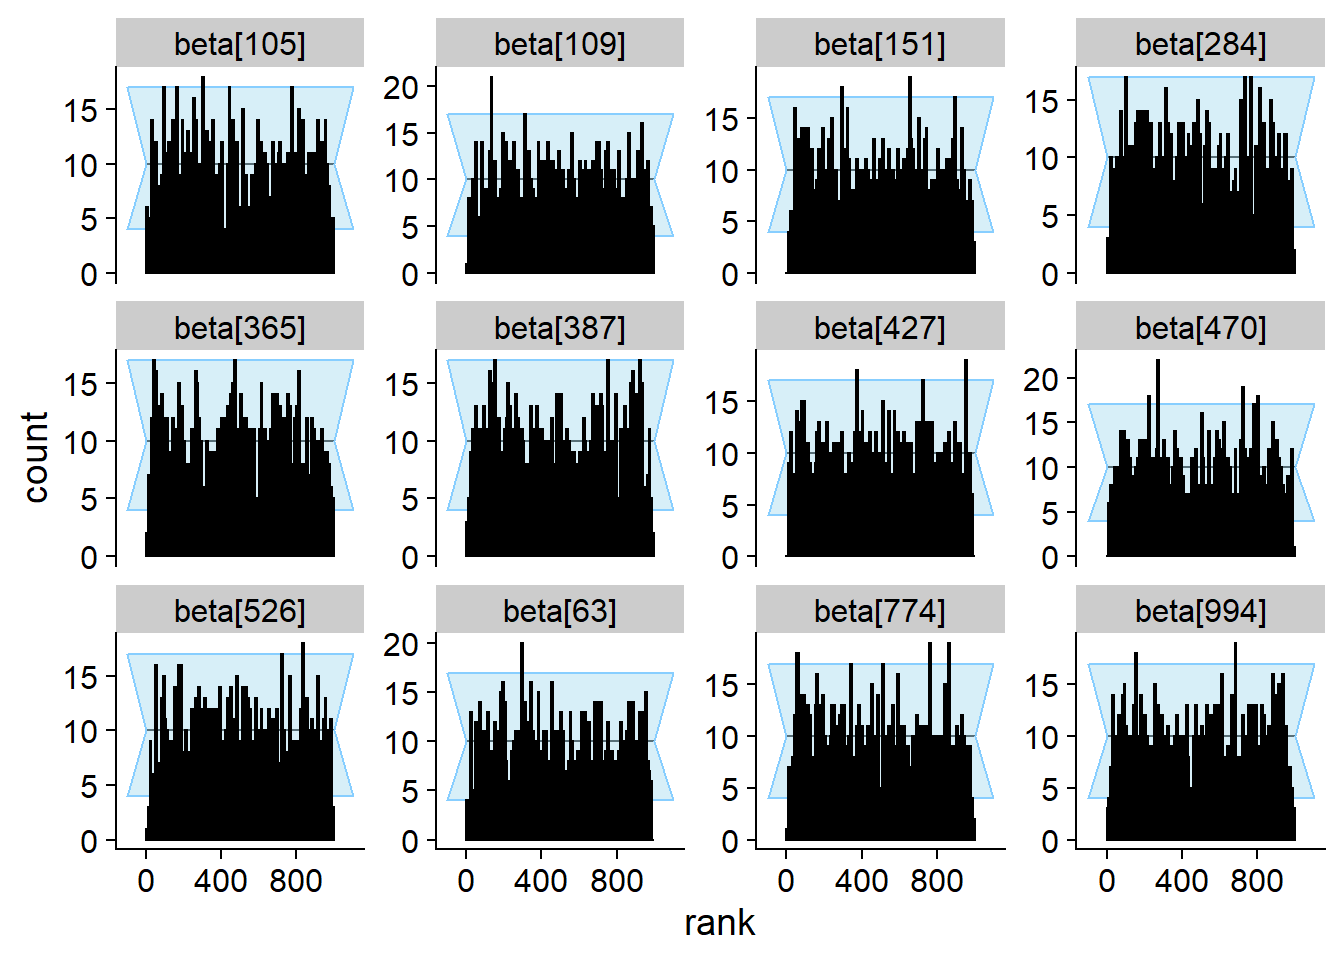 beta[105] beta[109] beta[151] beta[284]
15 10 5 0
20 15 10 5 0
15 10 5 0
15 10 5 0
beta[365] beta[387] beta[427] beta[470]
15 10 5 0
15 10 5 0
15 10 5 0
20 15 10 5 0
count
beta[526] beta[63] beta[774] beta[994]
15 10 5 0
20 15 10 5 0
15 10 5 0
15 10 5 0
0 400 800 0 400 800 0 400 800 0 400 800
rank